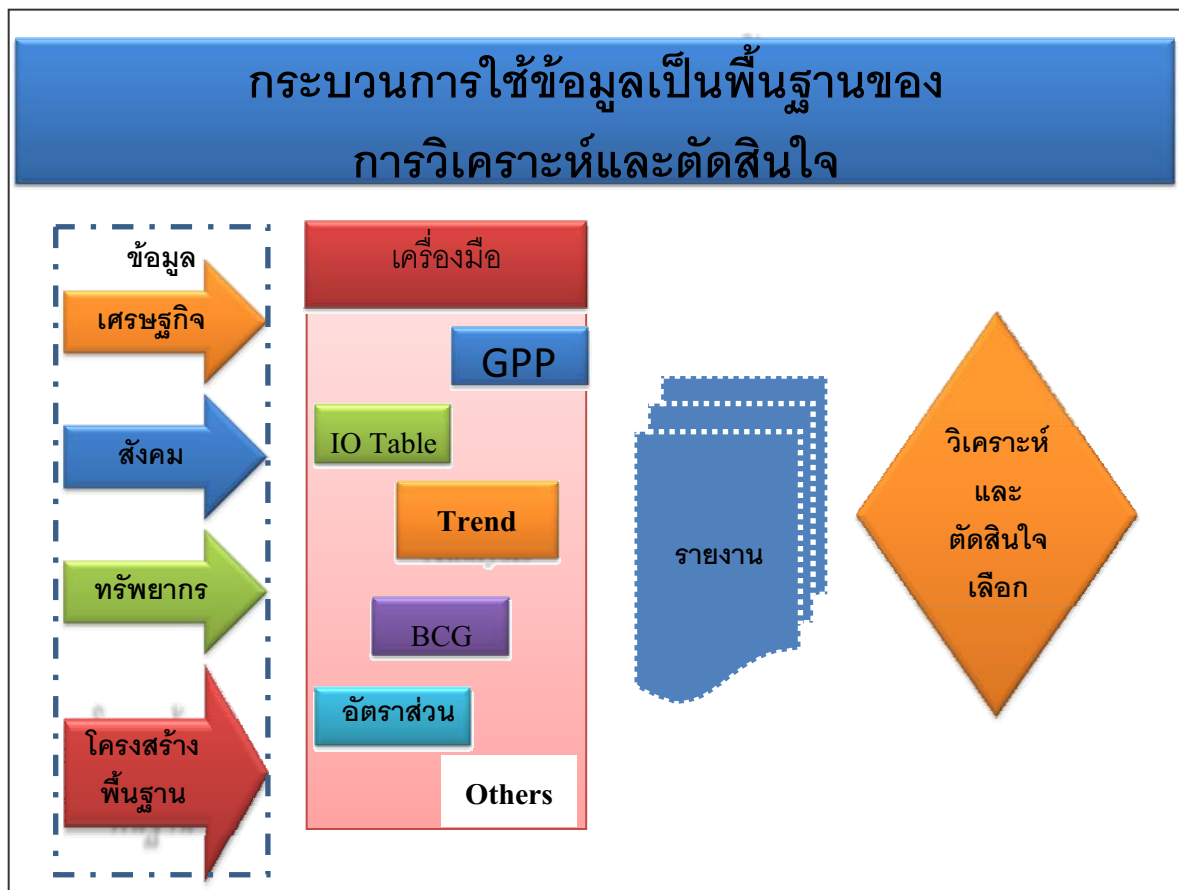 กระบวนการใช้ข้อมูลเป็นพื้นฐานของ
การวิเคราะห์และตัดสินใจ
ข้อมูล
เศรษฐกิจ
สังคม
ทรัพยากร
โครงสร้าง
พื้นฐาน
เครื่องมือ
GPP
IO Table
Trend
BCG
อัตราส่วน
Others
รายงาน
วิเคราะห์
และ
ตัดสินใจ
เลือก